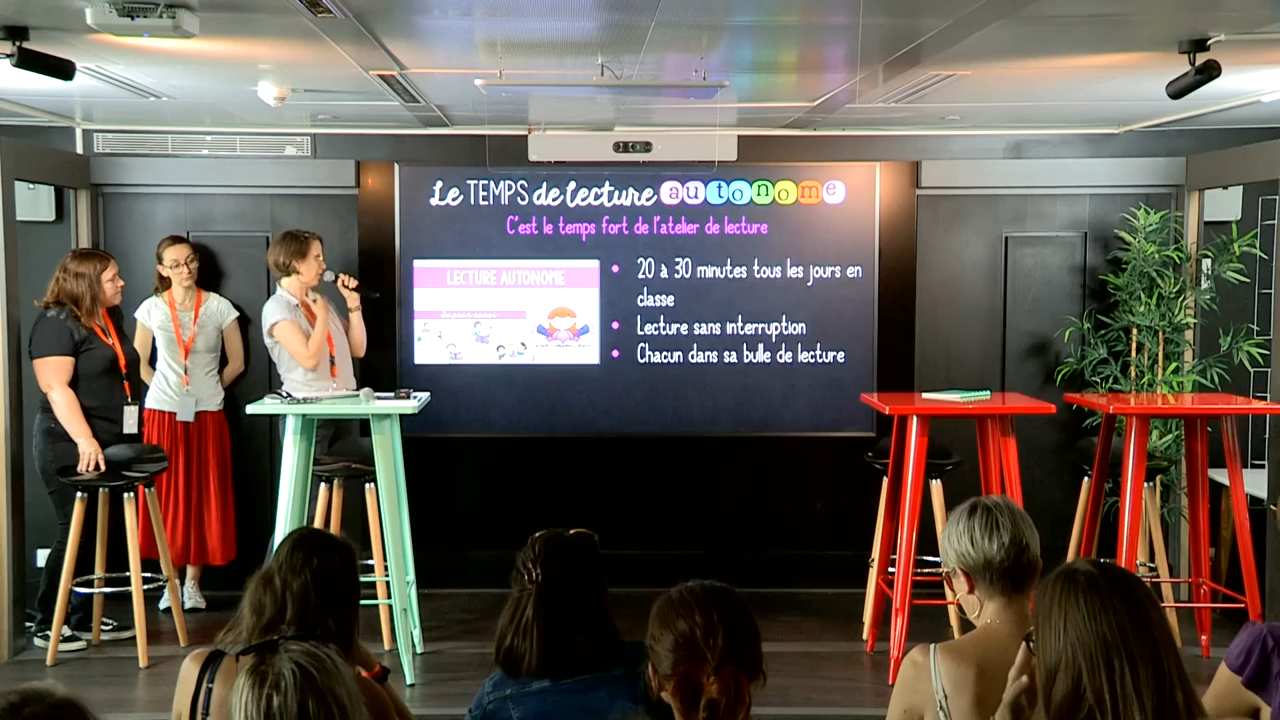 Le TEMPS de lecture autonome
C'est le temps fort de l'atelier de lecture
LECTURE AUTONOME
• 20 à 30 minutes tous les jours en
classe
• Lecture sans interruption
• Chacun dans sa bulle de lecture